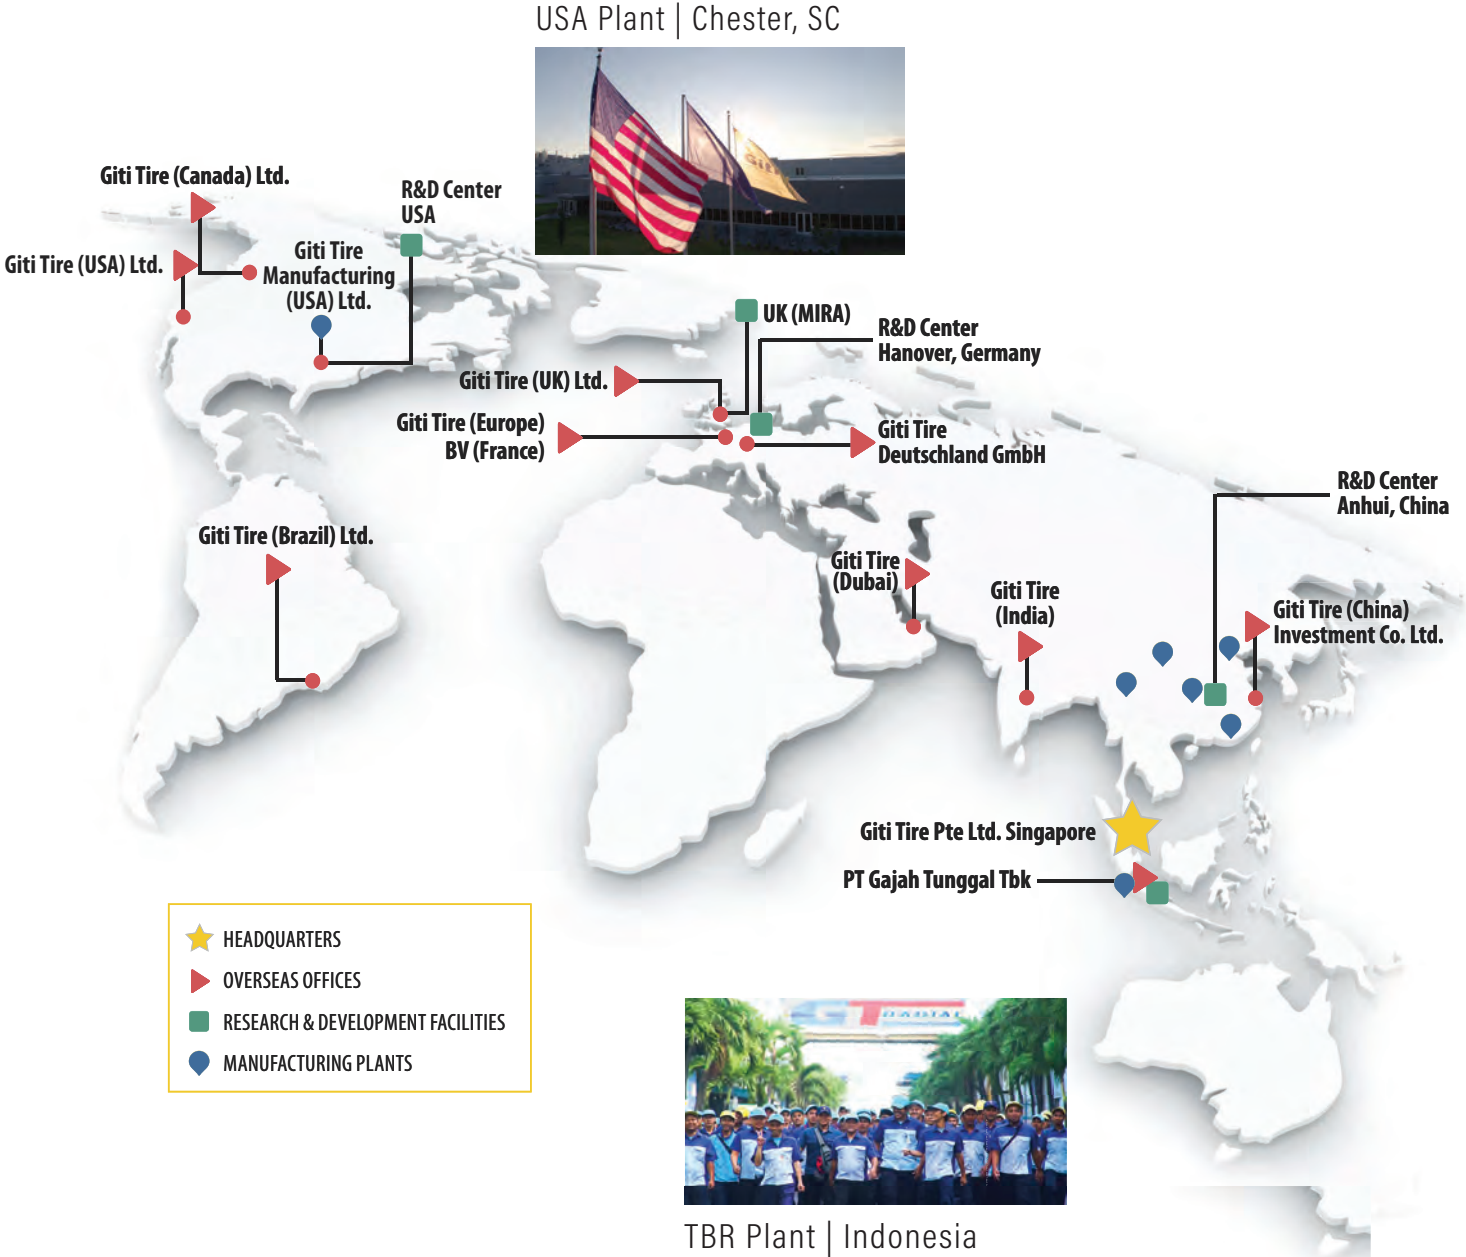 USA Plant | Chester, SC
Giti Tire (Canada) Ltd.
R&D Center
USA
Giti Tire (USA) Ltd.
Giti Tire
Manufacturing
(USA) Ltd.
UK (MIRA)
R&D Center
Hanover, Germany
Giti Tire (UK) Ltd.
Giti Tire (Europe)
BV (France)
Giti Tire
Deutschland GmbH
R&D Center
Anhui, China
Giti Tire (Brazil) Ltd.
Giti Tire
(Dubai)
Giti Tire
(India)
Giti Tire (China)
Investment Co. Ltd.
Giti Tire Pte Ltd. Singapore
PT Gajah Tunggal Tbk
HEADQUARTERS
OVERSEAS OFFICES
RESEARCH & DEVELOPMENT FACILITIES
MANUFACTURING PLANTS
GT RADIAL
TBR Plant | Indonesia